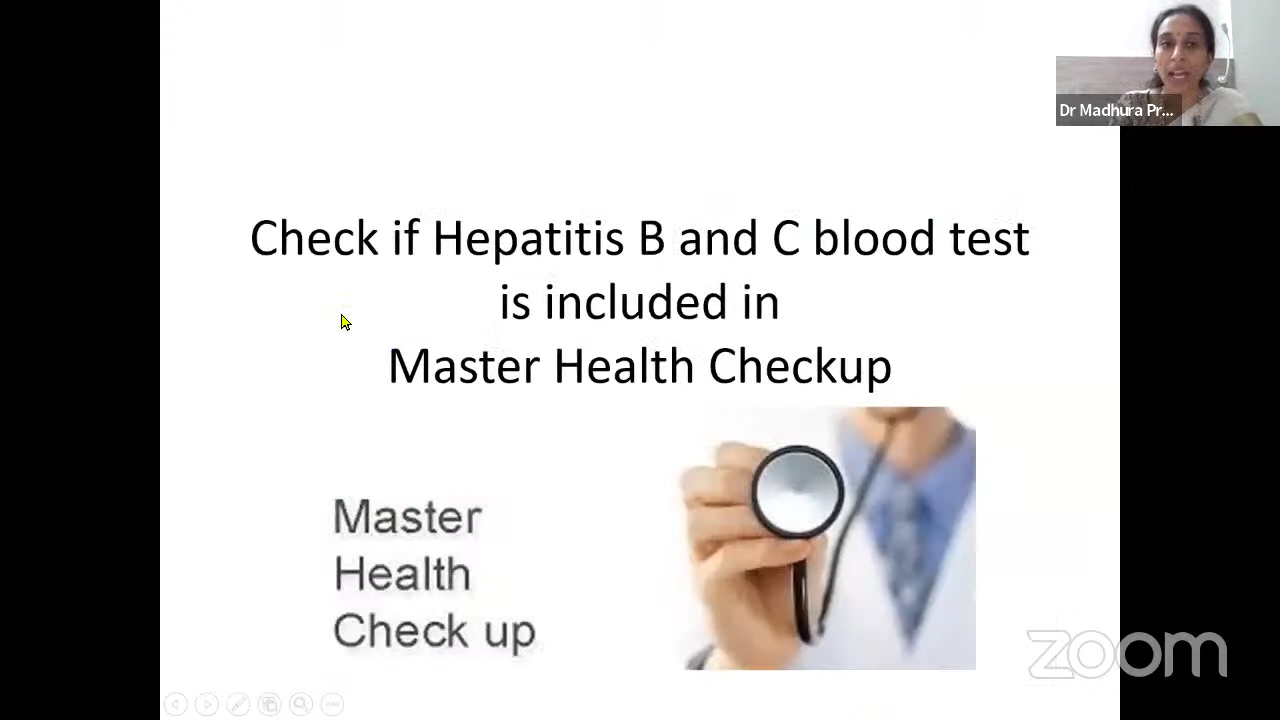 Dr Madhura Pr...
Check if Hepatitis B and C blood test
is included in
Master Health Checkup
Master
Health
Check up
zoom